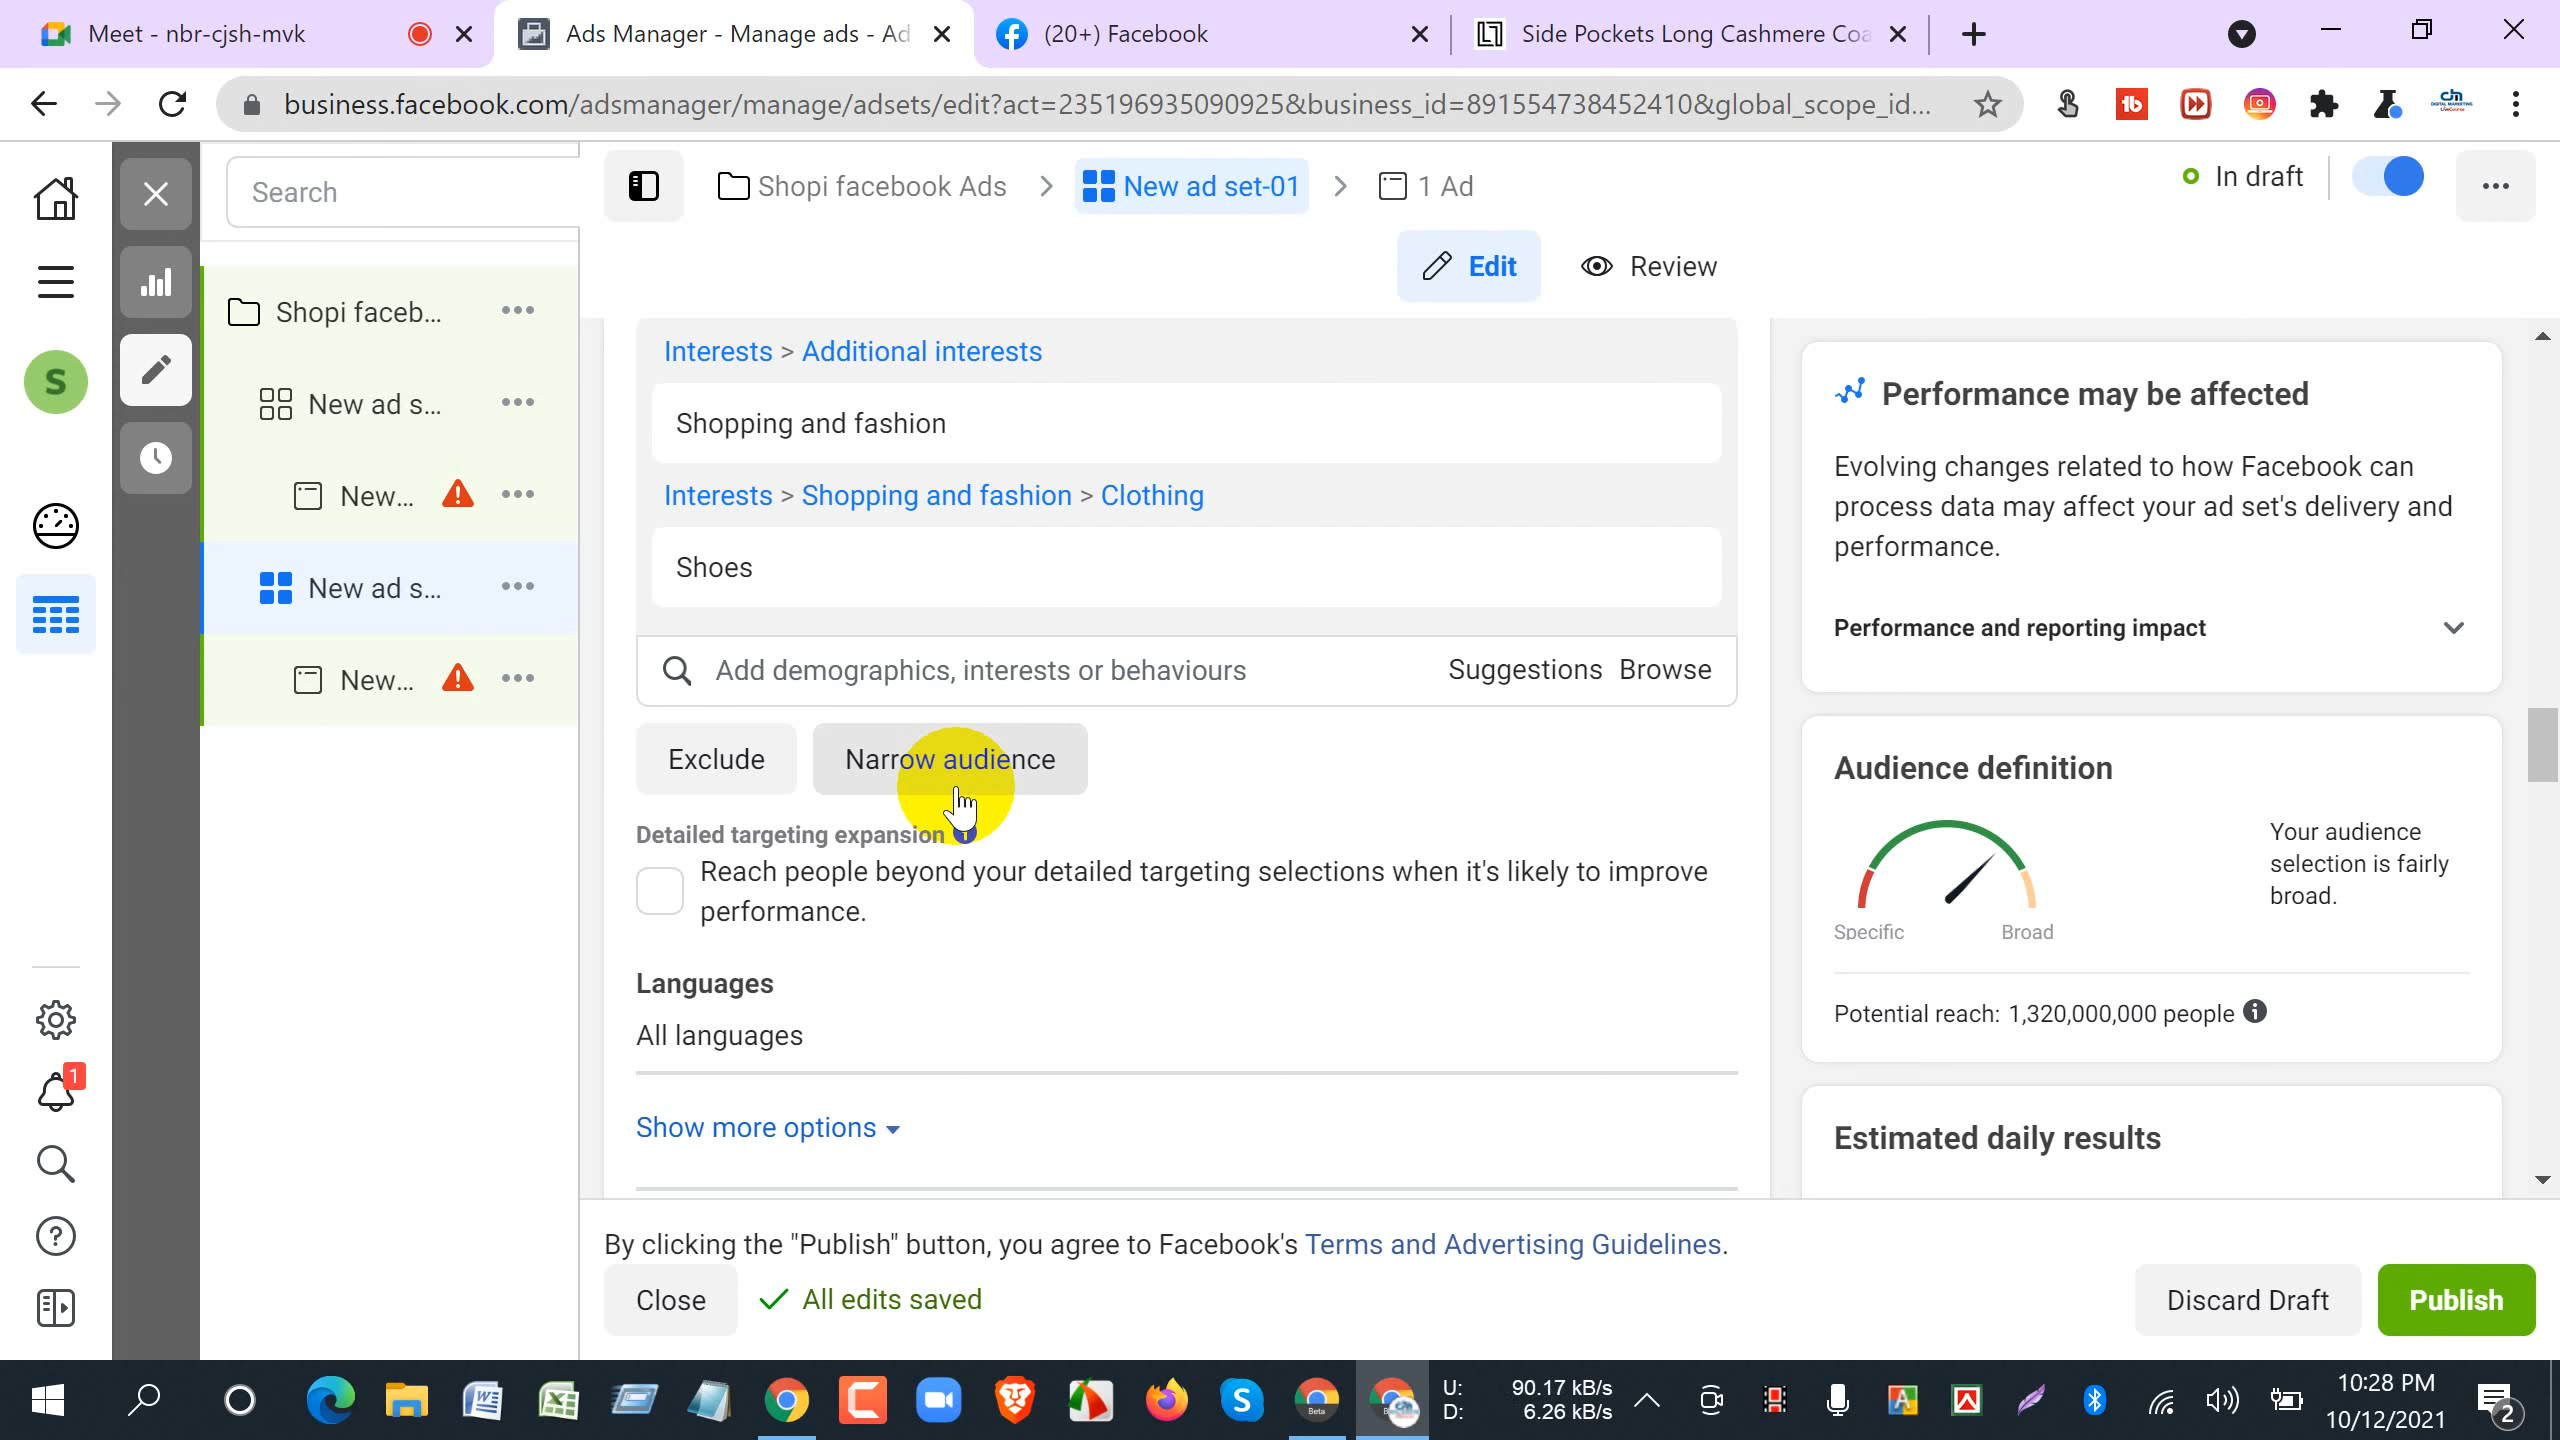 Meet - nbr-cjsh-mvk
Ads Manager - Manage ads - Ad
(20+) Facebook
Side Pockets Long Cashmere Coa
business.facebook.com/adsmanager/manage/adsets/edit?act=235196935090925&business_id=891554738452410&global_scope_id...
Search
Shopi facebook Ads
New ad set-01
1 Ad
In draft
Edit
Review
S
Shopi faceb...
New ad s...
New...
New ad s...
New...
Interests > Additional interests
Shopping and fashion
Interests > Shopping and fashion > Clothing
Shoes
Add demographics, interests or behaviours
Suggestions Browse
Exclude
Narrow audience
Detailed targeting expansion
Reach people beyond your detailed targeting selections when it's likely to improve
performance.
Languages
All languages
Show more options
Performance may be affected
Evolving changes related to how Facebook can
process data may affect your ad set's delivery and
performance.
Performance and reporting impact
Audience definition
Your audience
selection is fairly
broad.
Specific
Broad
Potential reach: 1,320,000,000 people
Estimated daily results
By clicking the "Publish" button, you agree to Facebook's Terms and Advertising Guidelines.
Close
All edits saved
Discard Draft
Publish
1
U: 90.17 kB/s
D: 6.26 kB/s
10:28 PM
10/12/2021
2